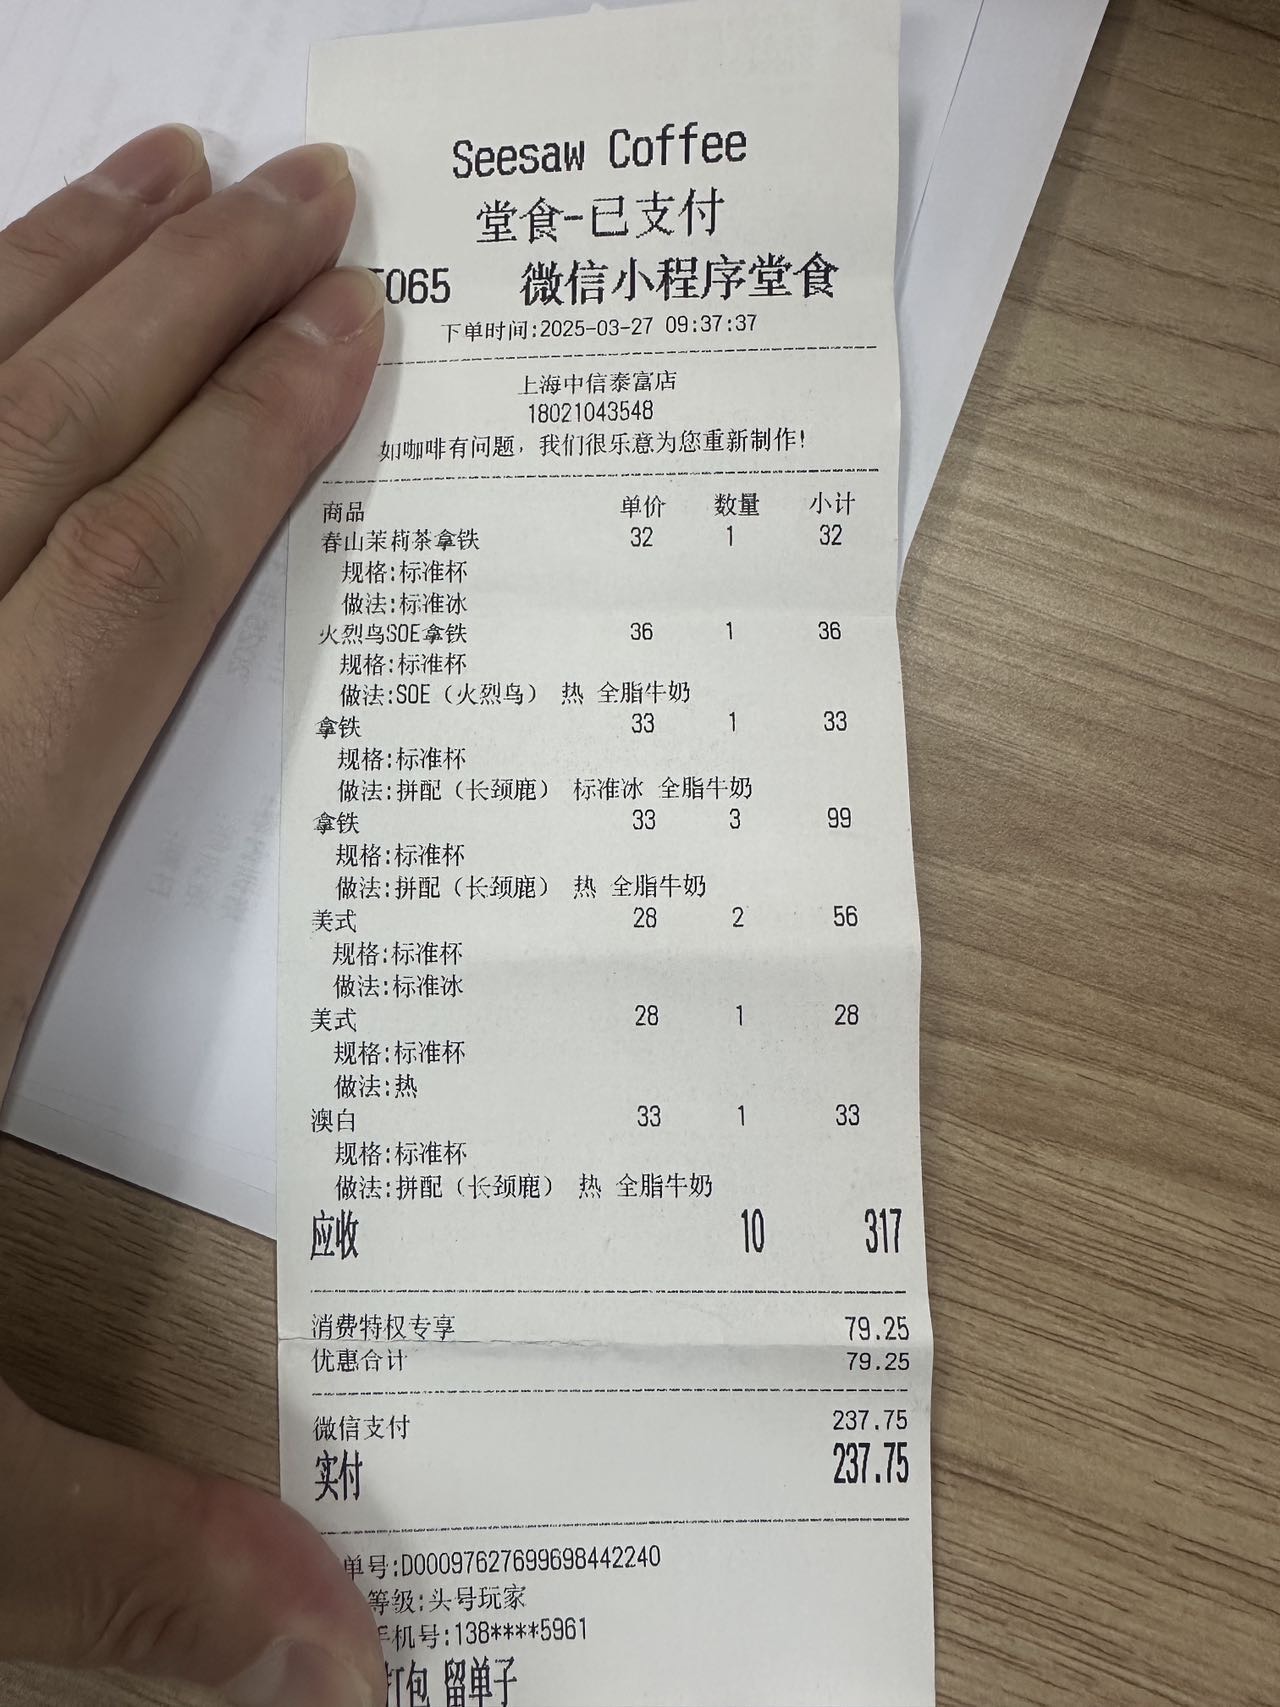 Seesaw Coffee
堂食-已支付
065 微信小程序堂食
下单时间:2025-03-27 09:37:37
上海中信泰富店
18021043548
如咖啡有问题，我们很乐意为您重新制作!
商品 单价 数量 小计
春山茉莉茶拿铁 32 1 32
规格:标准杯
做法:标准冰
火烈鸟SOE拿铁 36 1 36
规格:标准杯
做法:SOE（火烈鸟） 热 全脂牛奶
拿铁 33 1 33
规格:标准杯
做法:拼配（长颈鹿） 标准冰 全脂牛奶
拿铁 33 3 99
规格:标准杯
做法:拼配（长颈鹿） 热 全脂牛奶
美式 28 2 56
规格:标准杯
做法:标准冰
美式 28 1 28
规格:标准杯
做法:热
澳白 33 1 33
规格:标准杯
做法:拼配（长颈鹿） 热 全脂牛奶
应收 10 317
消费特权专享 79.25
优惠合计 79.25
微信支付 237.75
实付 237.75
单号:D00097627699698442240
等级:头号玩家
手机号:138****5961
打包 留单子